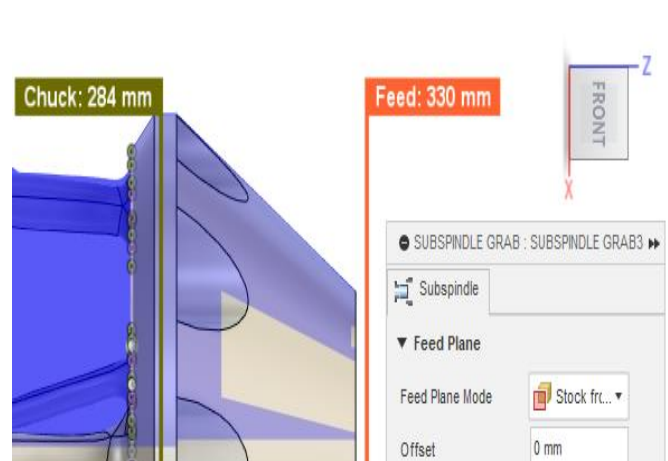 Chuck: 284 mm
Feed: 330 mm
Z
FRONT
X
SUBSPINDLE GRAB : SUBSPINDLE GRAB3
Subspindle
Feed Plane
Feed Plane Mode
Stock frc...
Offset
0 mm